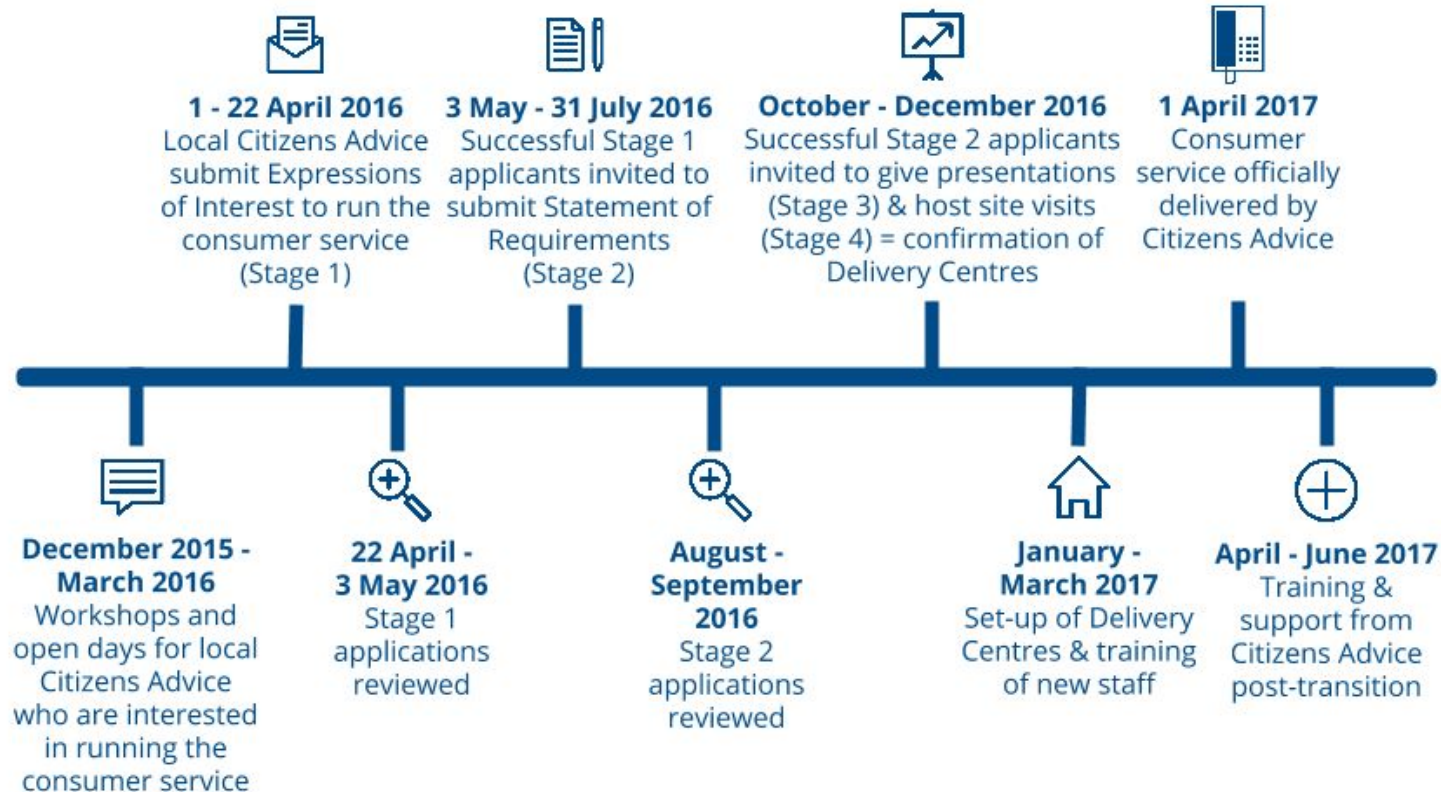 1 - 22 April 2016
Local Citizens Advice
submit Expressions
of Interest to run the
consumer service
(Stage 1)
3 May - 31 July 2016
Successful Stage 1
applicants invited to
submit Statement of
Requirements
(Stage 2)
October - December 2016
Successful Stage 2 applicants
invited to give presentations
(Stage 3) & host site visits
(Stage 4) = confirmation of
Delivery Centres
1 April 2017
Consumer
service officially
delivered by
Citizens Advice
December 2015 -
March 2016
Workshops and
open days for local
Citizens Advice
who are interested
in running the
consumer service
22 April -
3 May 2016
Stage 1
applications
reviewed
August -
September
2016
Stage 2
applications
reviewed
January -
March 2017
Set-up of Delivery
Centres & training
of new staff
April - June 2017
Training &
support from
Citizens Advice
post-transition